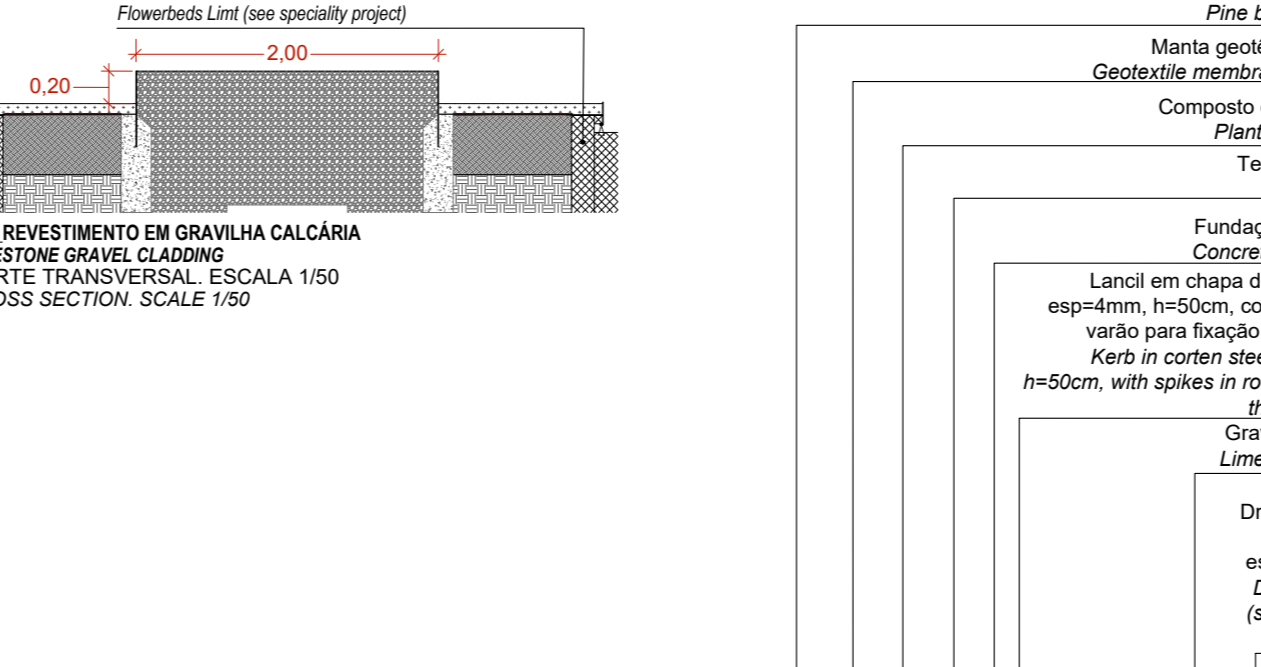 Flowerbeds Limt (see speciality project)
2,00
0,20
REVESTIMENTO EM GRAVILHA CALCÁRIA
ESTONE GRAVEL CLADDING
RTE TRANSVERSAL. ESCALA 1/50
OSS SECTION. SCALE 1/50
Pine b
Manta geotê
Geotextile membra
Composto
Plant
Te
Fundaç
Concret
Lancil em chapa d
esp=4mm, h=50cm, co
varão para fixação
Kerb in corten stee
h=50cm, with spikes in ro
th
Gra
Lime
Dr
es
D
(s